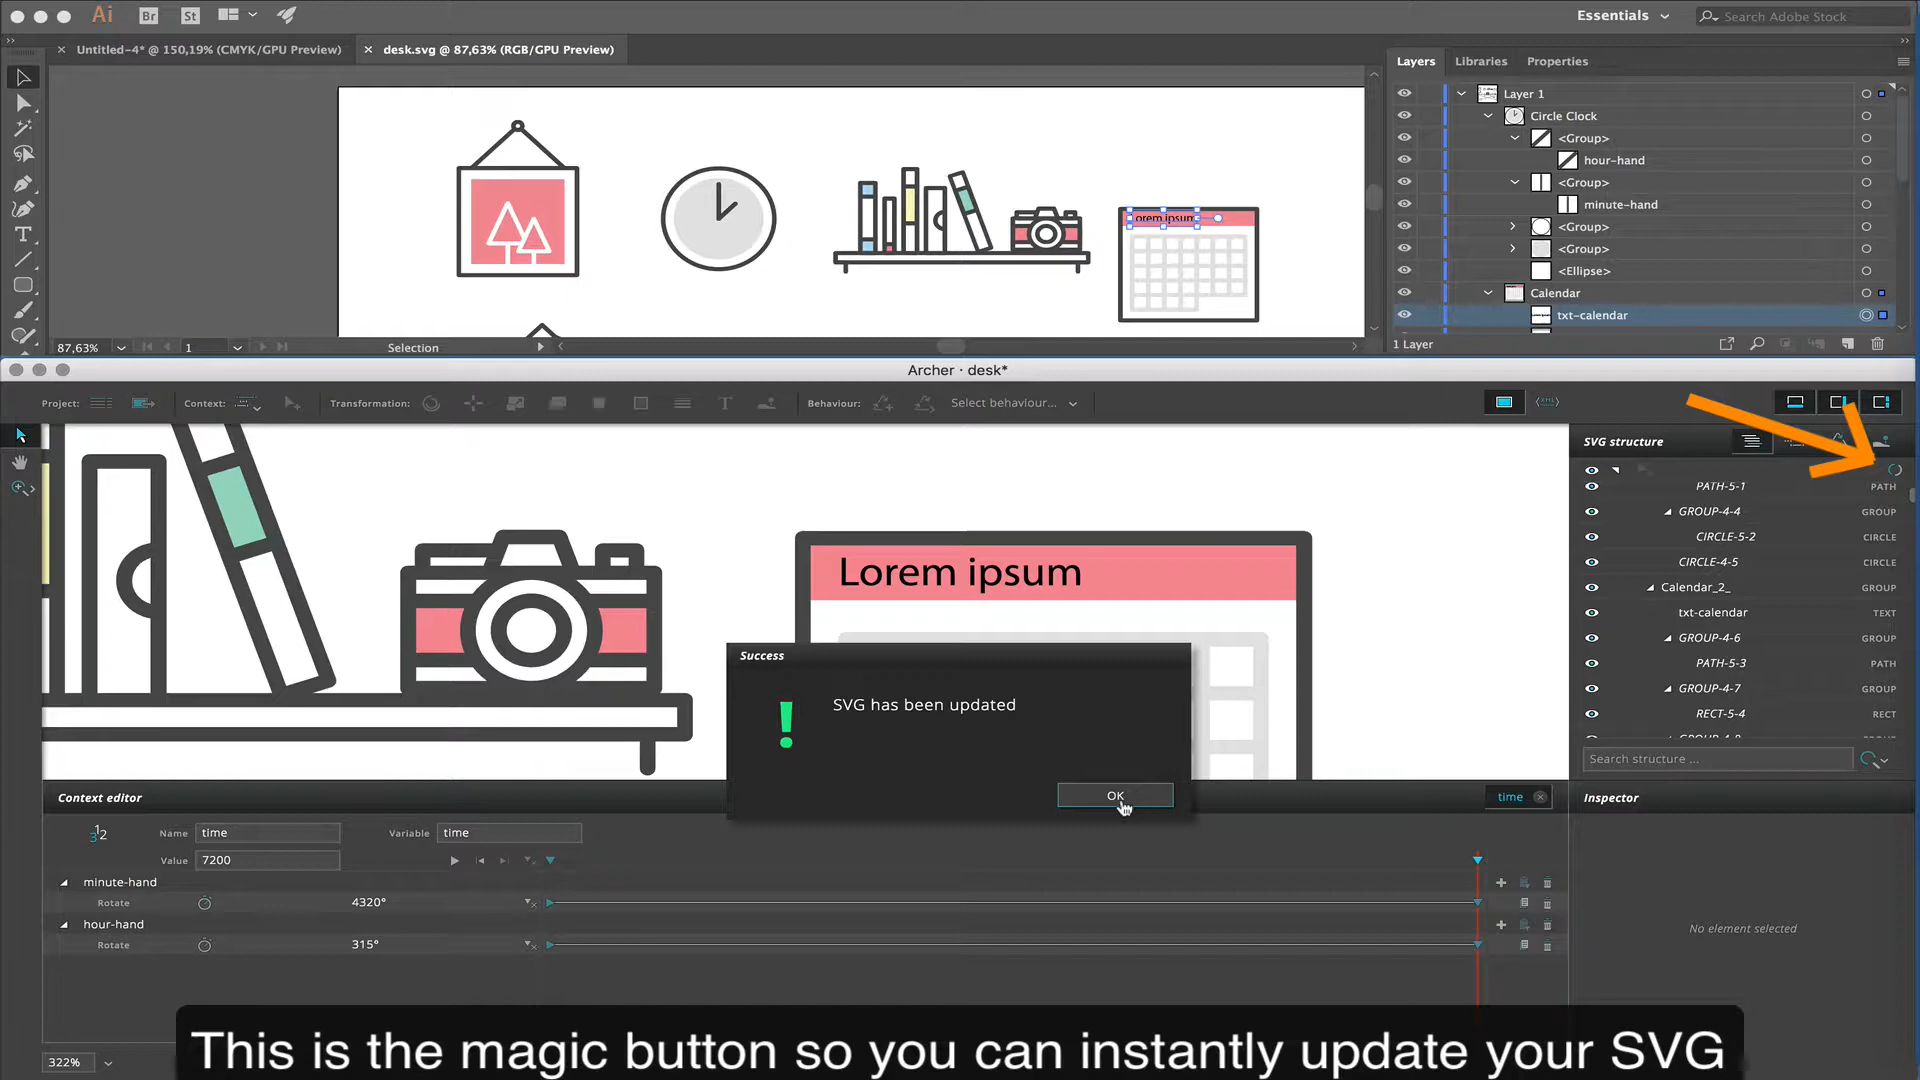 Ai Br St
Essentials
Search Adobe Stock
Untitled-4* @ 150,19% (CMYK/GPU Preview)
desk.svg @ 87,63% (RGB/GPU Preview)
Layers Libraries Properties
Layer 1
Circle Clock
<Group>
hour-hand
<Group>
minute-hand
<Group>
<Group>
<Ellipse>
Calendar
txt-calendar
Lorem ipsum
87,63%
1
Selection
1 Layer
Archer · desk*
Project:
Context:
Transformation:
Behaviour:
Select behaviour...
<XML>
SVG structure
PATH-5-1 PATH
GROUP-4-4 GROUP
CIRCLE-5-2 CIRCLE
CIRCLE-4-5 CIRCLE
Calendar_2_ GROUP
txt-calendar TEXT
GROUP-4-6 GROUP
PATH-5-3 PATH
GROUP-4-7 GROUP
RECT-5-4 RECT
Search structure ...
Lorem ipsum
Success
SVG has been updated
OK
Context editor
time
Inspector
Name time
Variable time
Value 7200
minute-hand
Rotate 4320°
hour-hand
Rotate 315°
No element selected
322%
This is the magic button so you can instantly update your SVG